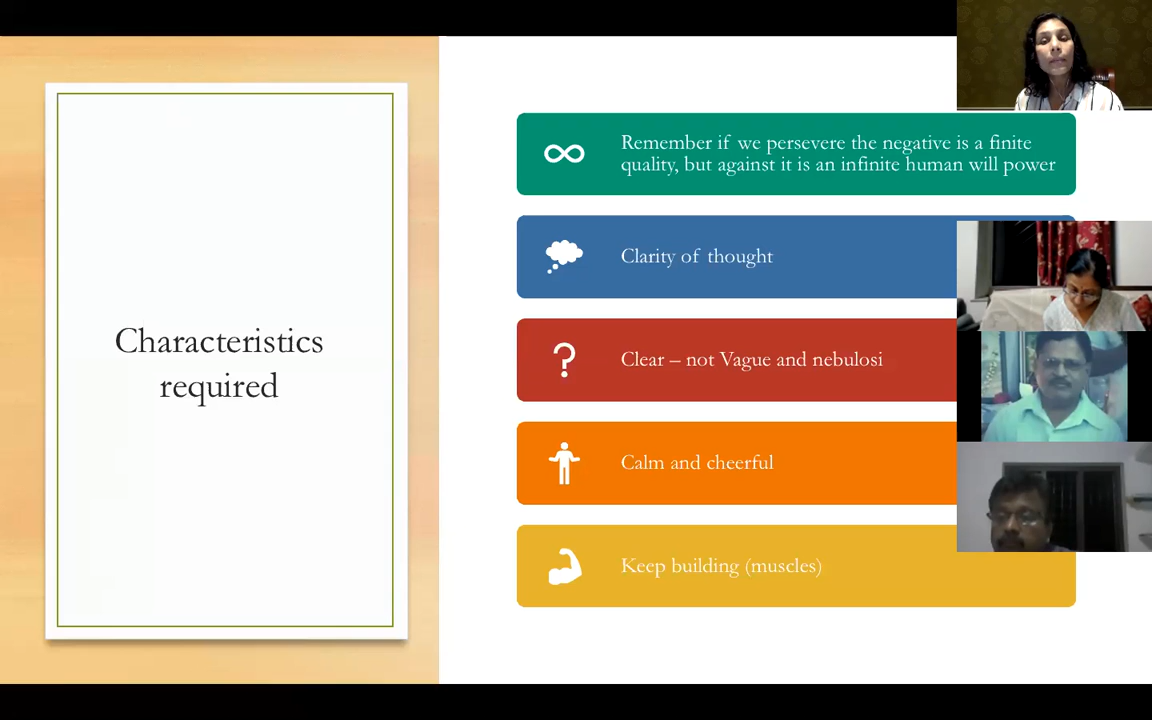 Characteristics
required
Remember if we persevere the negative is a finite
quality, but against it is an infinite human will power
Clarity of thought
Clear – not Vague and nebulosi
Calm and cheerful
Keep building (muscles)